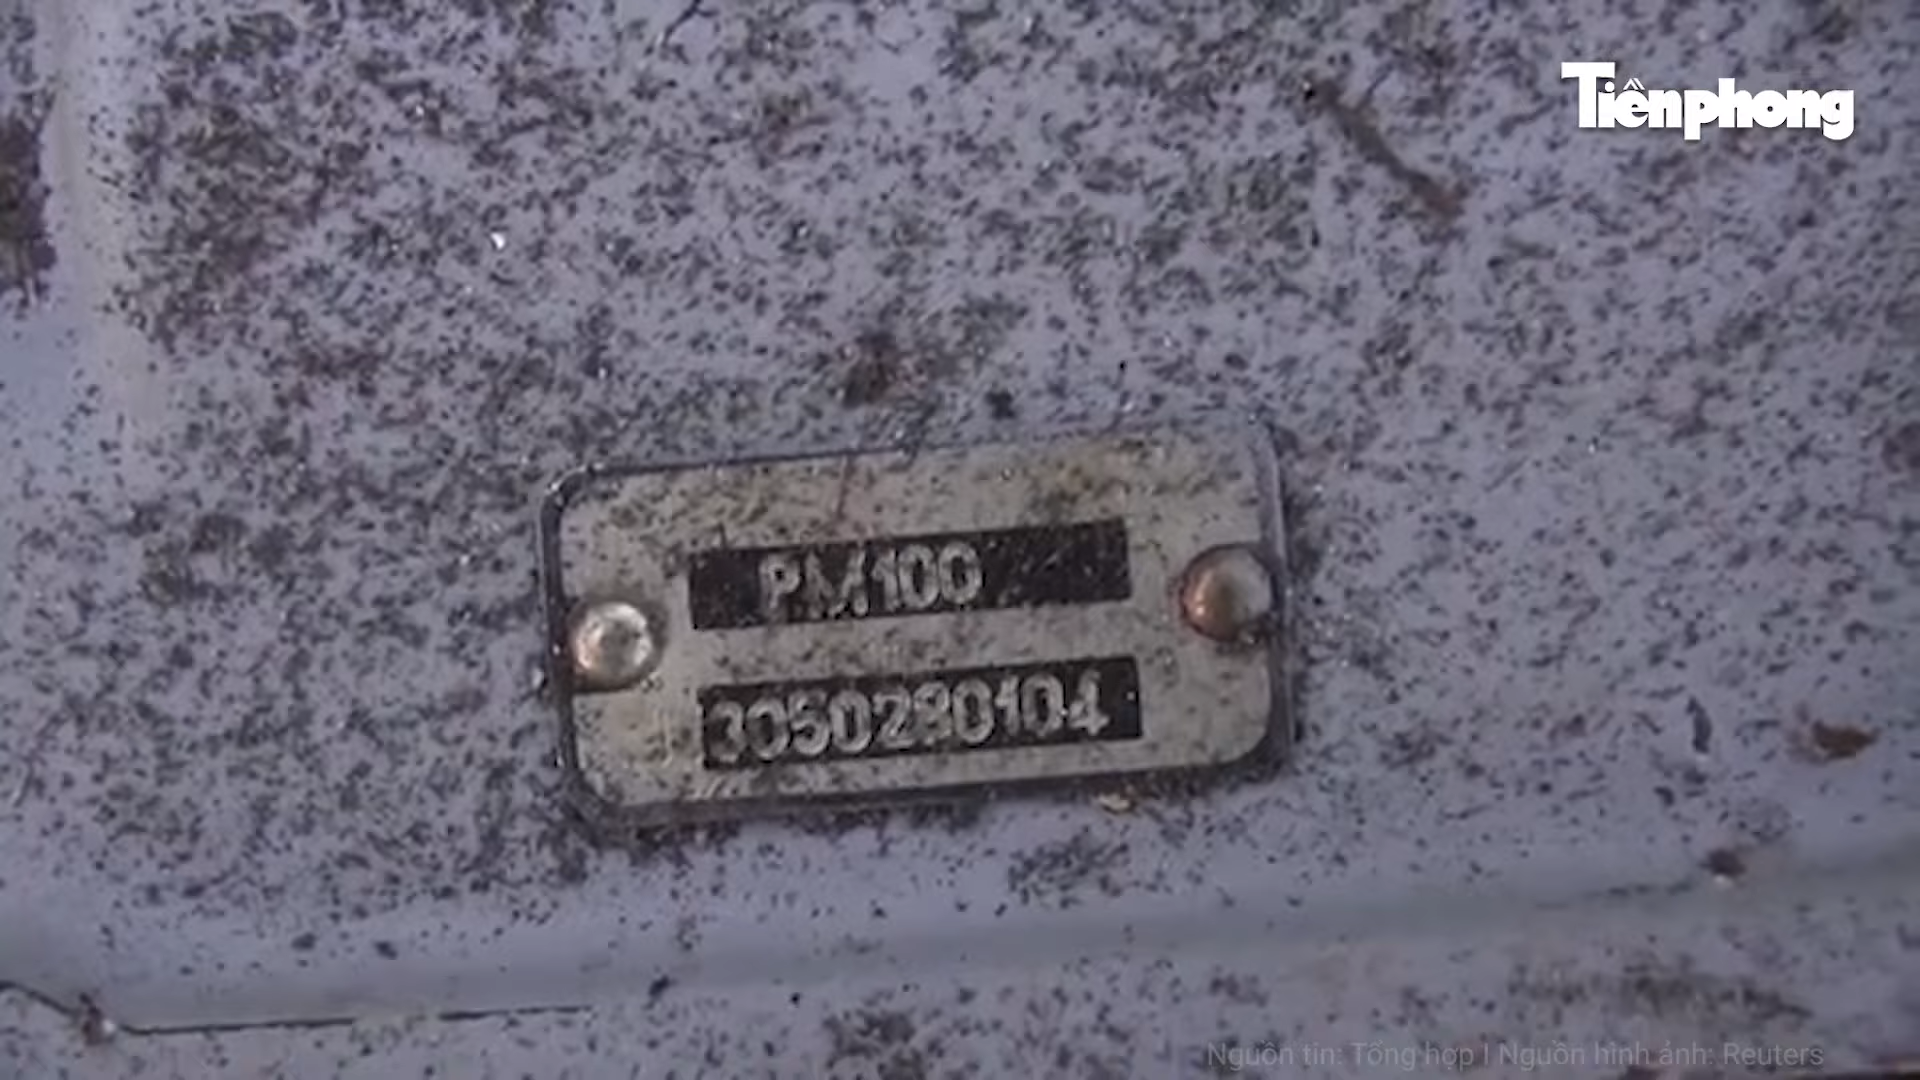 Tiềnphong
PM100
3050280104
Nguồn tin: Tổng hợp | Nguồn hình ảnh: Reuters